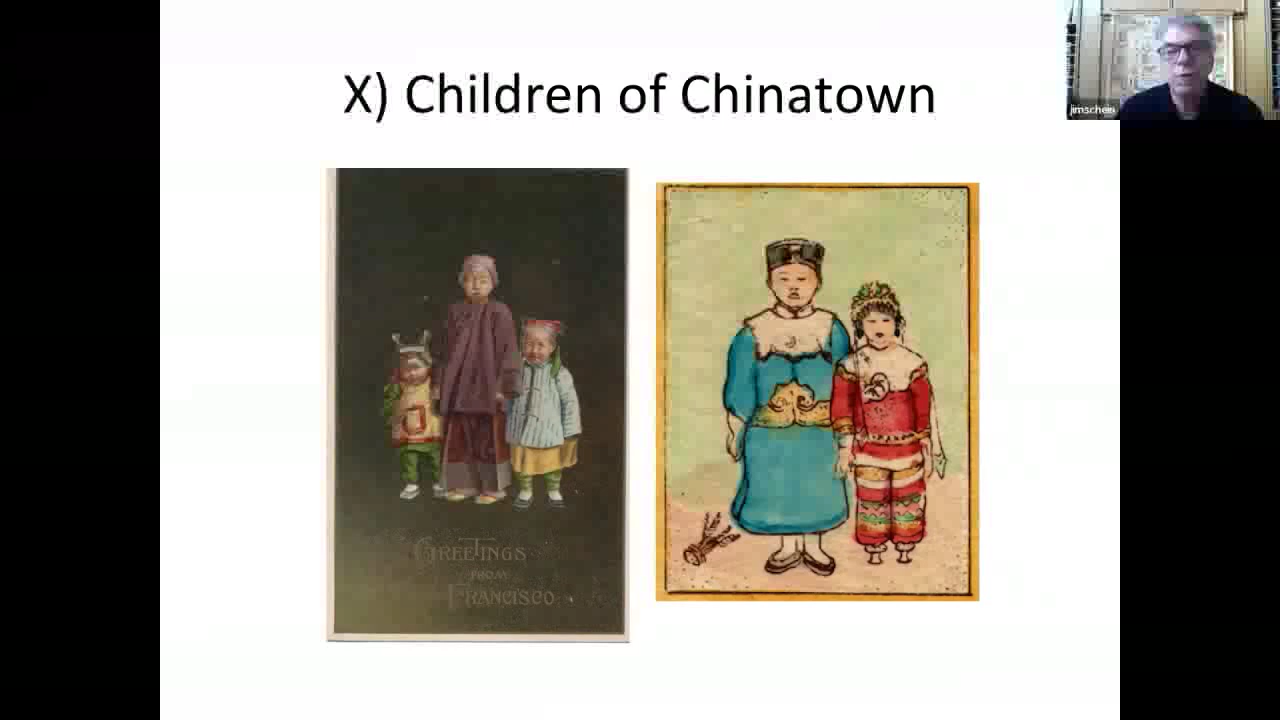 X) Children of Chinatown
jimschein
GREETINGS
FROM
FRANCISCO